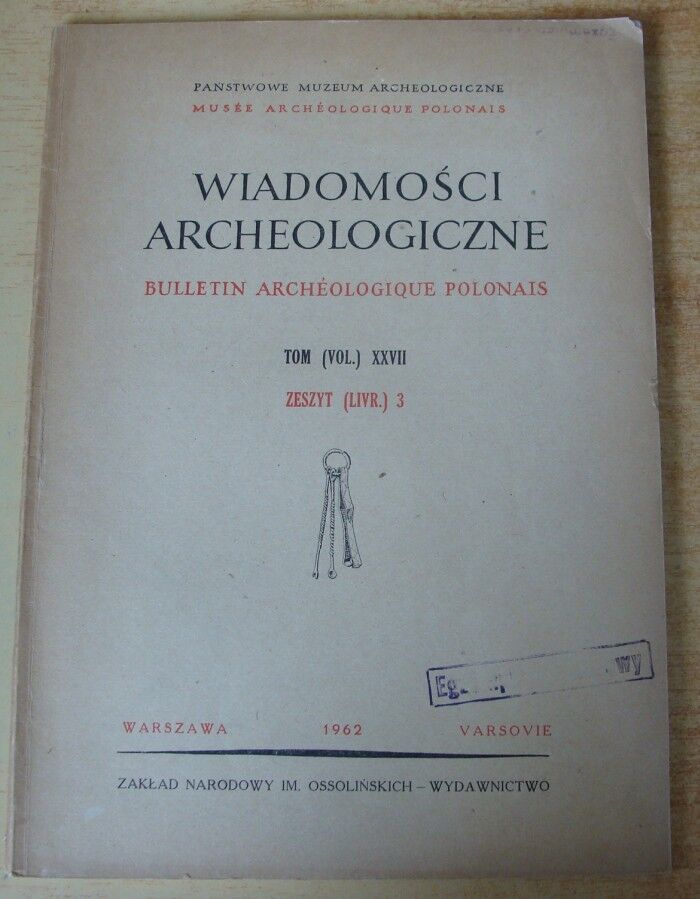 PAŃSTWOWE MUZEUM ARCHEOLOGICZNE
MUSÉE ARCHÉOLOGIQUE POLONAIS
WIADOMOŚCI
ARCHEOLOGICZNE
BULLETIN ARCHÉOLOGIQUE POLONAIS
TOM (VOL.) XXVII
ZESZYT (LIVR.) 3
WARSZAWA 1962 VARSOVIE
ZAKŁAD NARODOWY IM. OSSOLIŃSKICH – WYDAWNICTWO